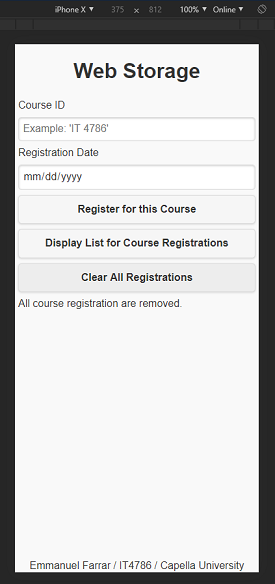 iPhone X ▼ 375 × 812 100% ▼ Online ▼
Web Storage
Course ID
Example: 'IT 4786'
Registration Date
mm/dd/yyyy
Register for this Course
Display List for Course Registrations
Clear All Registrations
All course registration are removed.
Emmanuel Farrar / IT4786 / Capella University